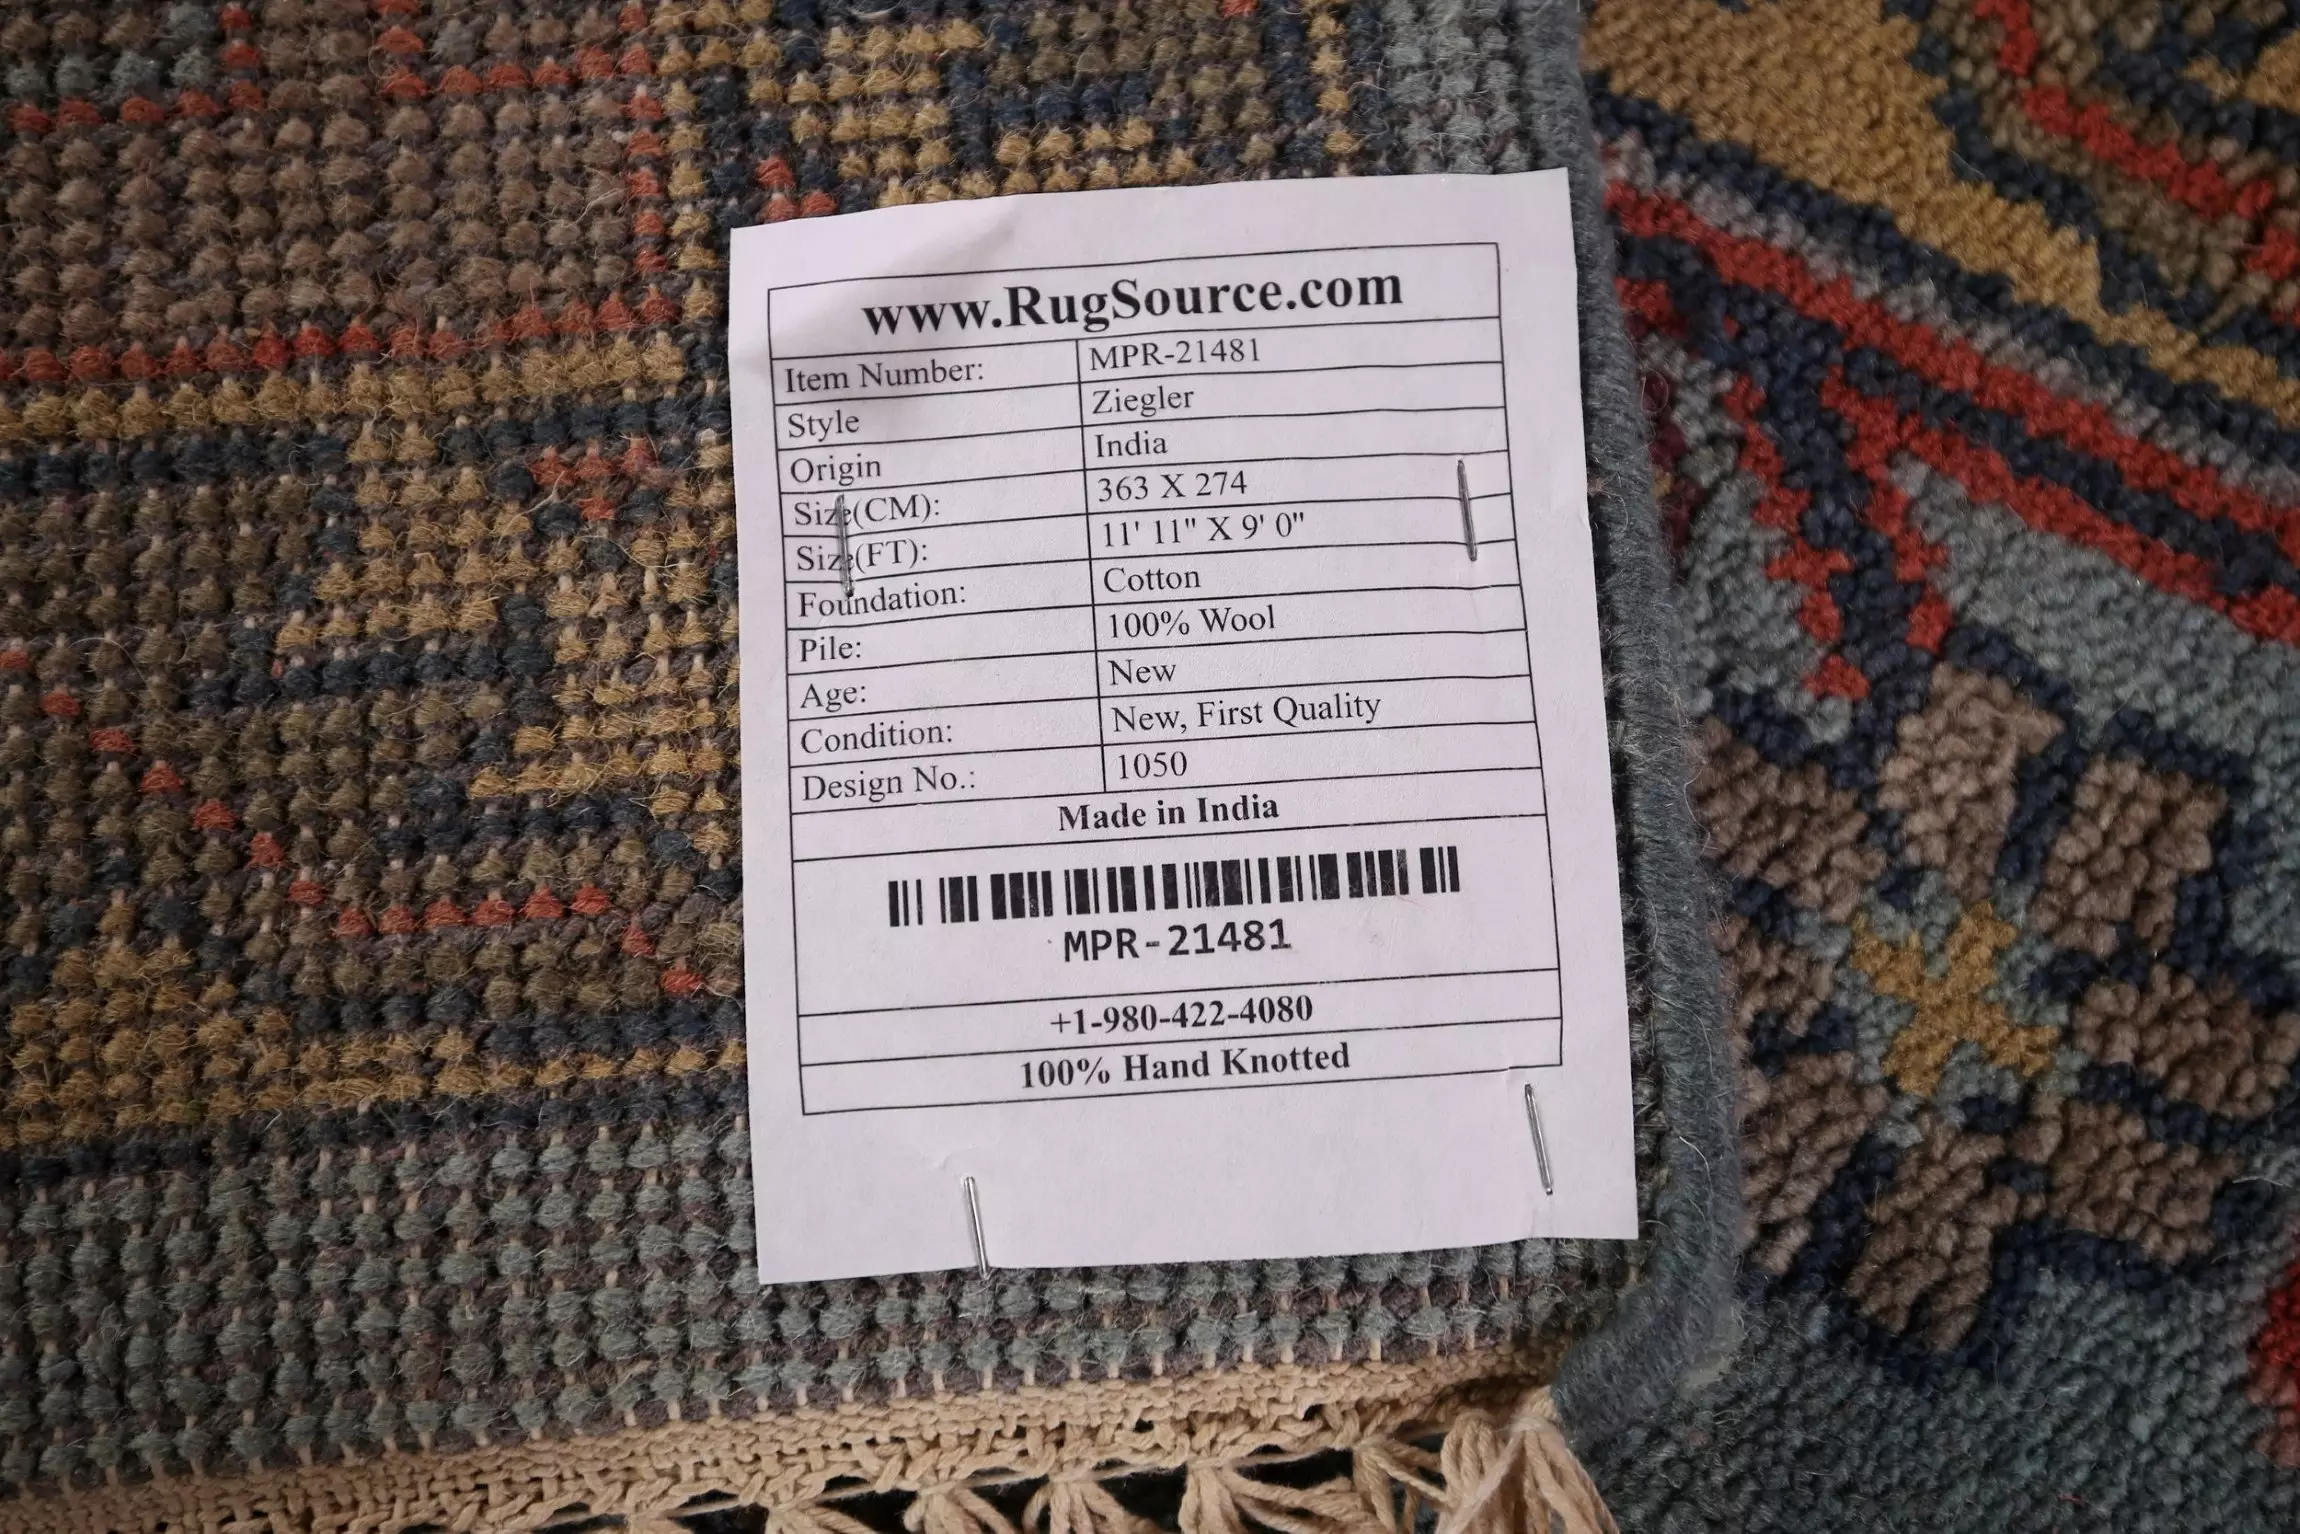 www.RugSource.com
Item Number: MPR-21481
Style Ziegler
Origin India
Size(CM): 363 X 274
Size(FT): 11' 11" X 9' 0"
Foundation: Cotton
Pile: 100% Wool
Age: New
Condition: New, First Quality
Design No.: 1050
Made in India
MPR-21481
+1-980-422-4080
100% Hand Knotted